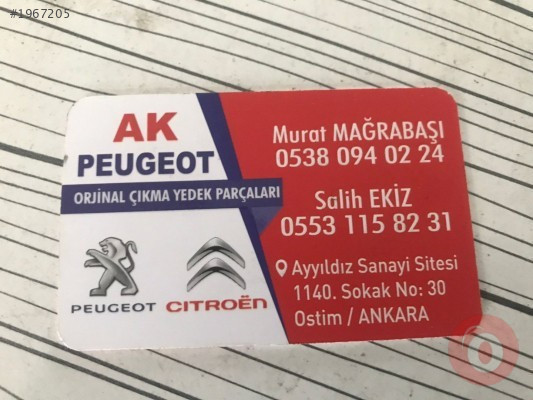 #1967205
AK
PEUGEOT
ORJİNAL ÇIKMA YEDEK PARÇALARI
PEUGEOT CITROËN
Murat MAĞRABAŞI
0538 094 02 24
Salih EKİZ
0553 115 82 31
Ayyıldız Sanayi Sitesi
1140. Sokak No: 30
Ostim / ANKARA